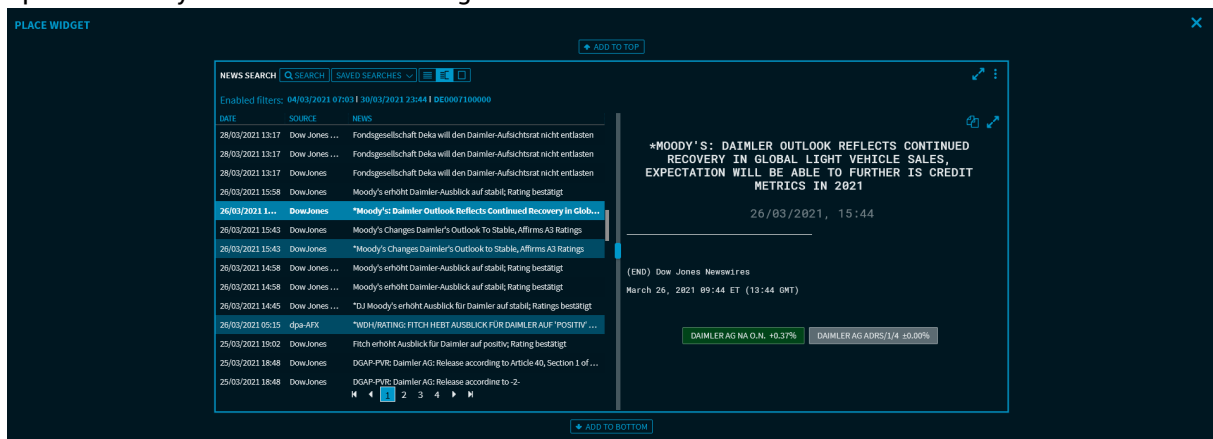 PLACE WIDGET
ADD TO TOP
NEWS SEARCH SEARCH SAVED SEARCHES
Enabled filters: 04/03/2021 07:03 | 30/03/2021 23:44 | DE0007100000
DATE SOURCE NEWS
28/03/2021 13:17 Dow Jones ... Fondsgesellschaft Deka will den Daimler-Aufsichtsrat nicht entlasten
28/03/2021 13:17 Dow Jones ... Fondsgesellschaft Deka will den Daimler-Aufsichtsrat nicht entlasten
28/03/2021 13:17 Dow Jones Fondsgesellschaft Deka will den Daimler-Aufsichtsrat nicht entlasten
26/03/2021 15:58 DowJones Moody's erhöht Daimler-Ausblick auf stabil; Rating bestätigt
26/03/2021 1... DowJones *Moody's: Daimler Outlook Reflects Continued Recovery in Glob...
26/03/2021 15:43 DowJones Moody's Changes Daimler's Outlook To Stable, Affirms A3 Ratings
26/03/2021 15:43 DowJones *Moody's Changes Daimler's Outlook to Stable, Affirms A3 Ratings
26/03/2021 14:58 Dow Jones ... Moody's erhöht Daimler-Ausblick auf stabil; Rating bestätigt
26/03/2021 14:58 Dow Jones ... Moody's erhöht Daimler-Ausblick auf stabil; Rating bestätigt
26/03/2021 14:45 Dow Jones ... *DJ Moody's erhöht Ausblick für Daimler auf stabil; Ratings bestätigt
26/03/2021 05:15 dpa-AFX *WDH/RATING: FITCH HEBT AUSBLICK FÜR DAIMLER AUF 'POSITIV' ...
25/03/2021 19:02 DowJones Fitch erhöht Ausblick für Daimler auf positiv; Rating bestätigt
25/03/2021 18:48 DowJones DGAP-PVR: Daimler AG: Release according to Article 40, Section 1 of ...
25/03/2021 18:48 DowJones DGAP-PVR: Daimler AG: Release according to -2-
1 2 3 4
*MOODY'S: DAIMLER OUTLOOK REFLECTS CONTINUED
RECOVERY IN GLOBAL LIGHT VEHICLE SALES,
EXPECTATION WILL BE ABLE TO FURTHER IS CREDIT
METRICS IN 2021
26/03/2021, 15:44
(END) Dow Jones Newswires
March 26, 2021 09:44 ET (13:44 GMT)
DAIMLER AG NA O.N. +0.37% DAIMLER AG ADRS/1/4 ±0.00%
ADD TO BOTTOM